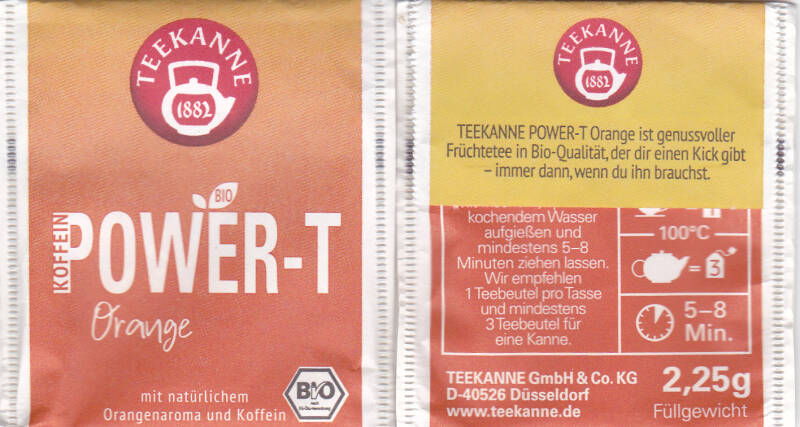 TEEKANNE
1882
BIO
KOFFEIN
POWER-T
Orange
mit natürlichem
Orangenaroma und Koffein
BIO
TEEKANNE
1882
TEEKANNE POWER-T Orange ist genussvoller
Früchtetee in Bio-Qualität, der dir einen Kick gibt
– immer dann, wenn du ihn brauchst.
kochendem Wasser
aufgießen und
mindestens 5–8
Minuten ziehen lassen.
Wir empfehlen
1 Teebeutel pro Tasse
und mindestens
3 Teebeutel für
eine Kanne.
100°C
= 3
5–8
Min.
TEEKANNE GmbH & Co. KG
D-40526 Düsseldorf
www.teekanne.de
2,25g
Füllgewicht